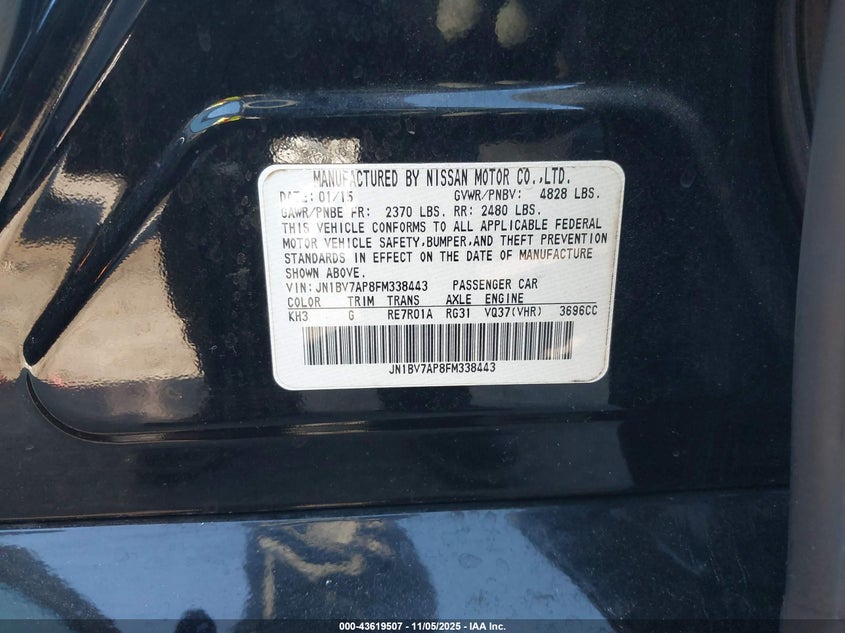 MANUFACTURED BY NISSAN MOTOR CO.,LTD.
DATE:01/15 GVWR/PNBV: 4828 LBS.
GAWR/PNBE FR: 2370 LBS. RR: 2480 LBS.
THIS VEHICLE CONFORMS TO ALL APPLICABLE FEDERAL
MOTOR VEHICLE SAFETY,BUMPER,AND THEFT PREVENTION
STANDARDS IN EFFECT ON THE DATE OF MANUFACTURE
SHOWN ABOVE.
VIN:JN1BV7AP8FM338443 PASSENGER CAR
COLOR TRIM TRANS AXLE ENGINE
KH3 G RE7R01A RG31 VQ37(VHR) 3696CC
JN1BV7AP8FM338443
000-43619507 - 11/05/2025 - IAA Inc.